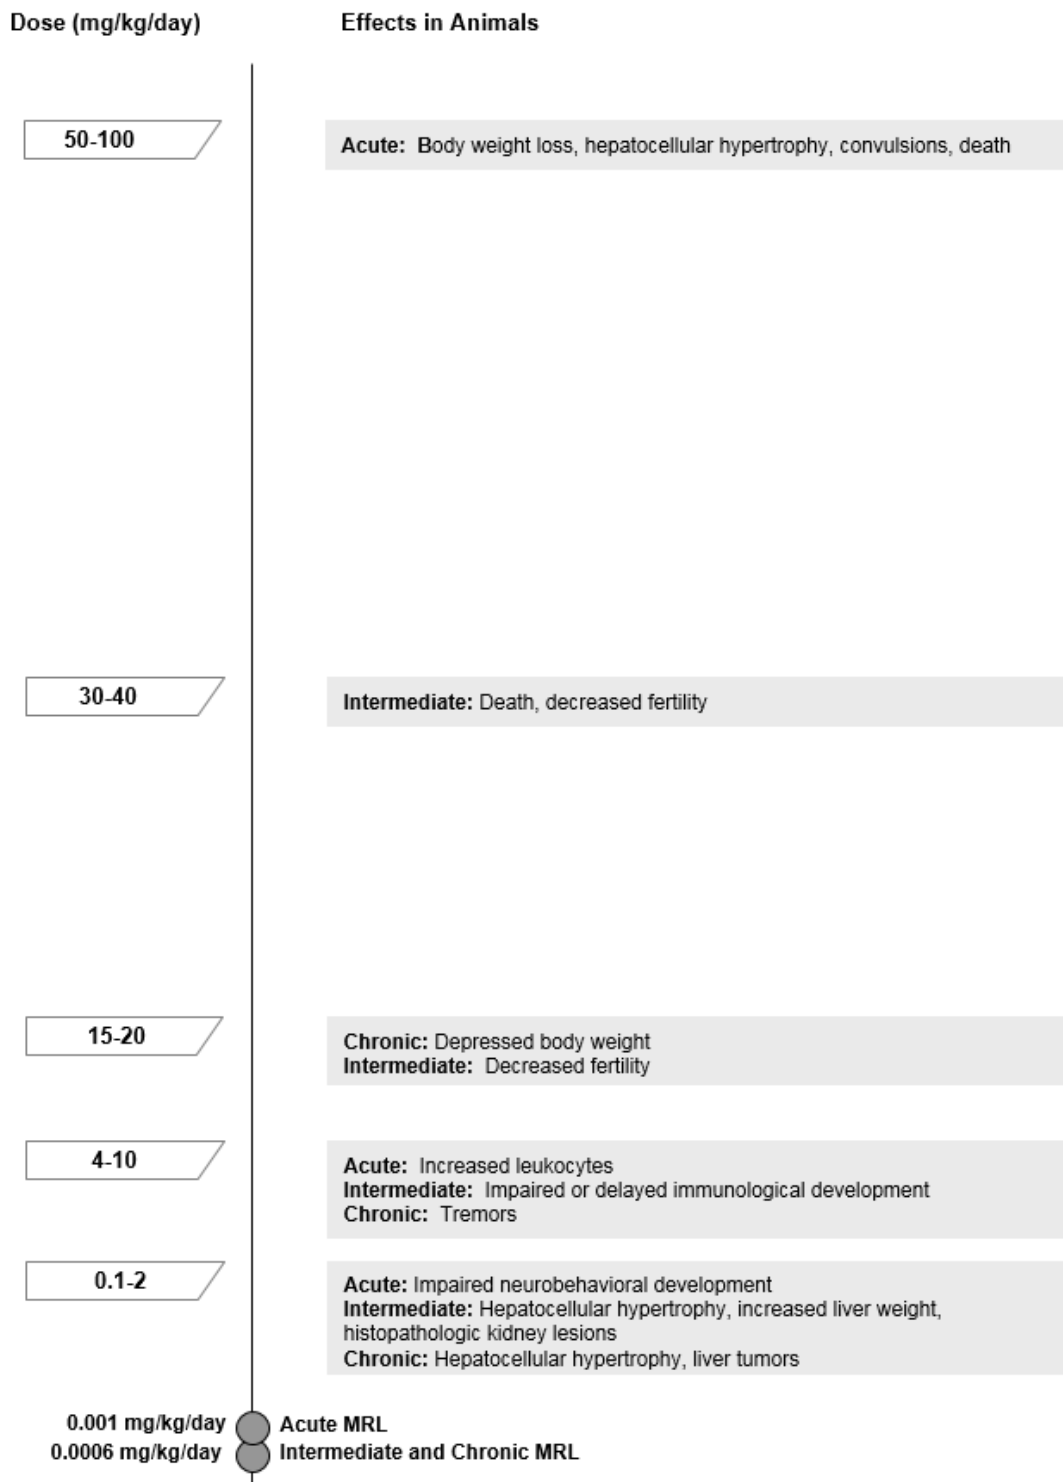 Dose (mg/kg/day) Effects in Animals
50-100
Acute: Body weight loss, hepatocellular hypertrophy, convulsions, death
30-40
Intermediate: Death, decreased fertility
15-20
Chronic: Depressed body weight
Intermediate: Decreased fertility
4-10
Acute: Increased leukocytes
Intermediate: Impaired or delayed immunological development
Chronic: Tremors
0.1-2
Acute: Impaired neurobehavioral development
Intermediate: Hepatocellular hypertrophy, increased liver weight,
histopathologic kidney lesions
Chronic: Hepatocellular hypertrophy, liver tumors
0.001 mg/kg/day Acute MRL
0.0006 mg/kg/day Intermediate and Chronic MRL